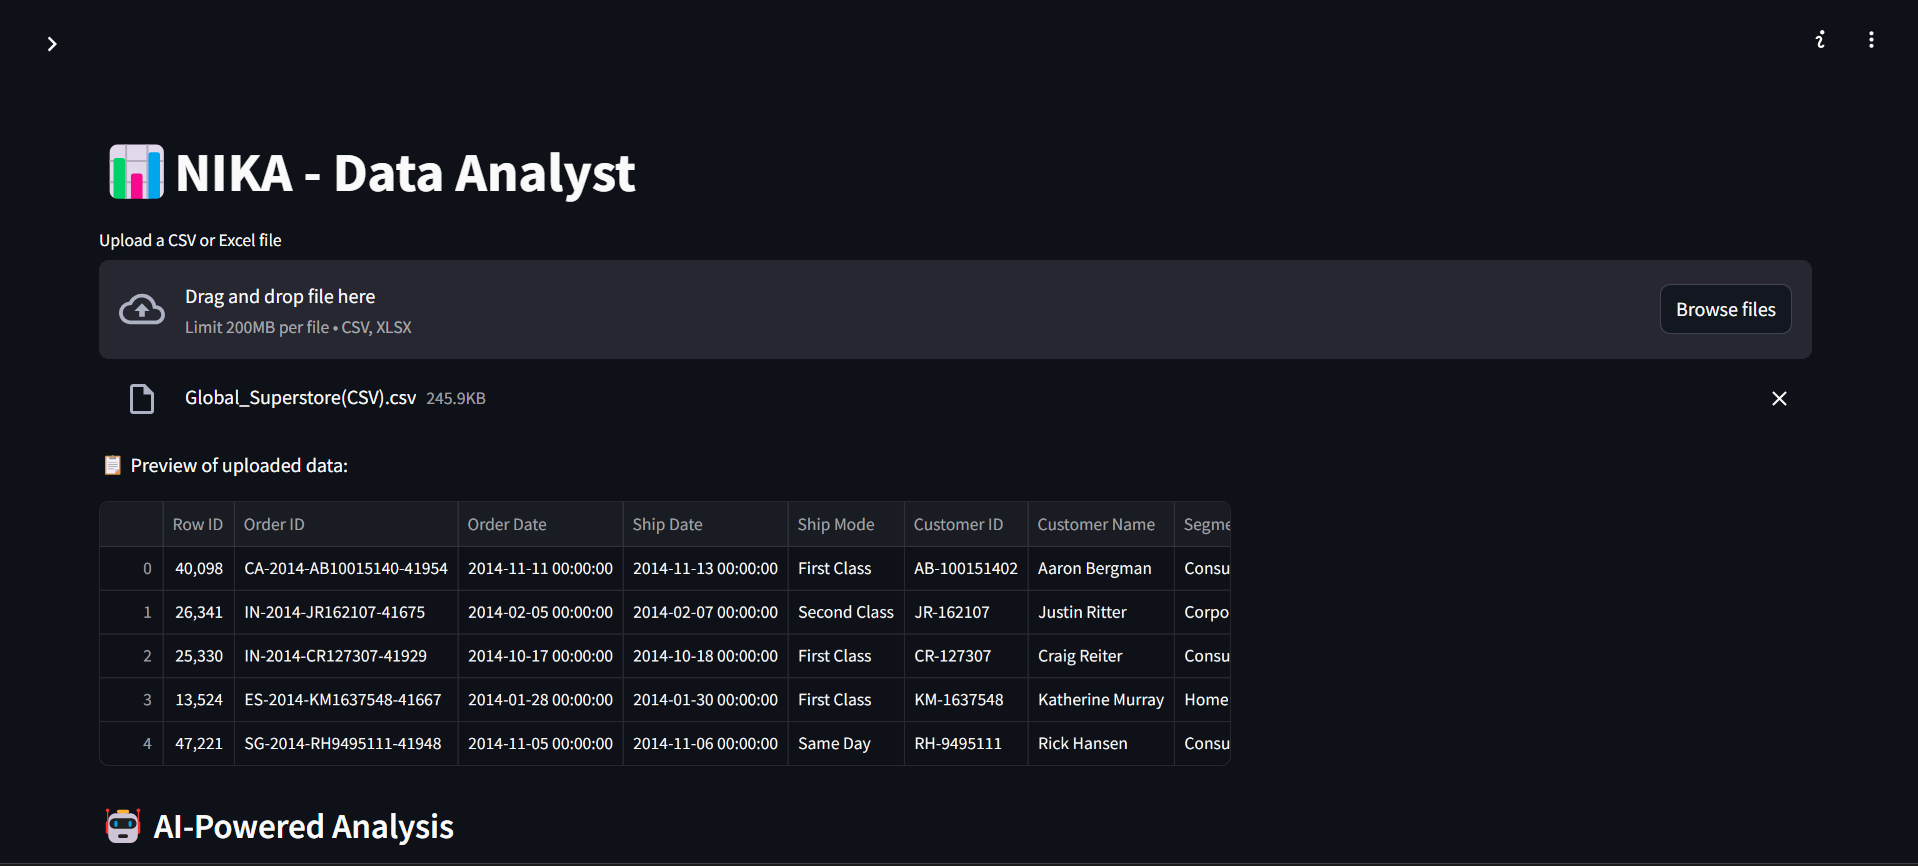 NIKA - Data Analyst
Upload a CSV or Excel file
Drag and drop file here
Limit 200MB per file • CSV, XLSX
Browse files
Global_Superstore(CSV).csv 245.9KB
Preview of uploaded data:
Row ID Order ID Order Date Ship Date Ship Mode Customer ID Customer Name Segme
0 40,098 CA-2014-AB10015140-41954 2014-11-11 00:00:00 2014-11-13 00:00:00 First Class AB-100151402 Aaron Bergman Consu
1 26,341 IN-2014-JR162107-41675 2014-02-05 00:00:00 2014-02-07 00:00:00 Second Class JR-162107 Justin Ritter Corpo
2 25,330 IN-2014-CR127307-41929 2014-10-17 00:00:00 2014-10-18 00:00:00 First Class CR-127307 Craig Reiter Consu
3 13,524 ES-2014-KM1637548-41667 2014-01-28 00:00:00 2014-01-30 00:00:00 First Class KM-1637548 Katherine Murray Home
4 47,221 SG-2014-RH9495111-41948 2014-11-05 00:00:00 2014-11-06 00:00:00 Same Day RH-9495111 Rick Hansen Consu
AI-Powered Analysis